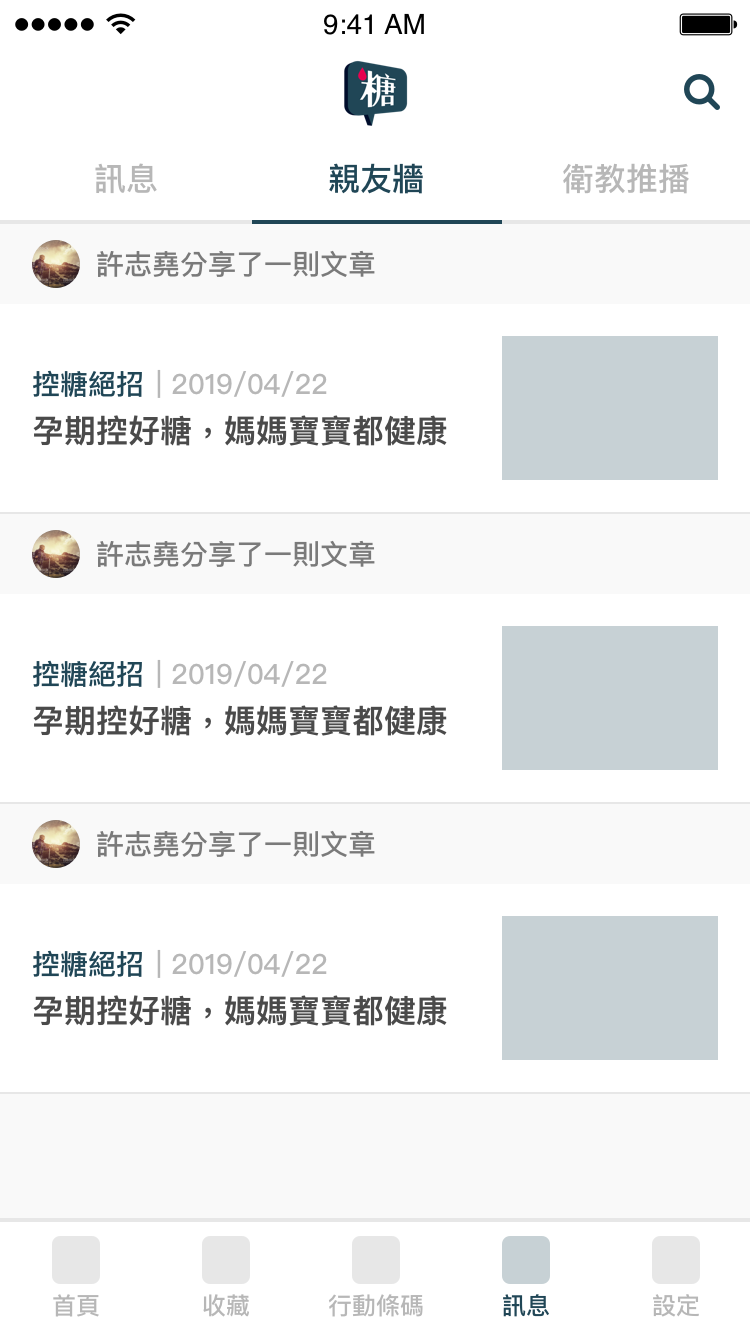 9:41 AM
糖
訊息
親友牆
衛教推播
許志堯分享了一則文章
控糖絕招 | 2019/04/22
孕期控好糖，媽媽寶寶都健康
許志堯分享了一則文章
控糖絕招 | 2019/04/22
孕期控好糖，媽媽寶寶都健康
許志堯分享了一則文章
控糖絕招 | 2019/04/22
孕期控好糖，媽媽寶寶都健康
首頁
收藏
行動條碼
訊息
設定